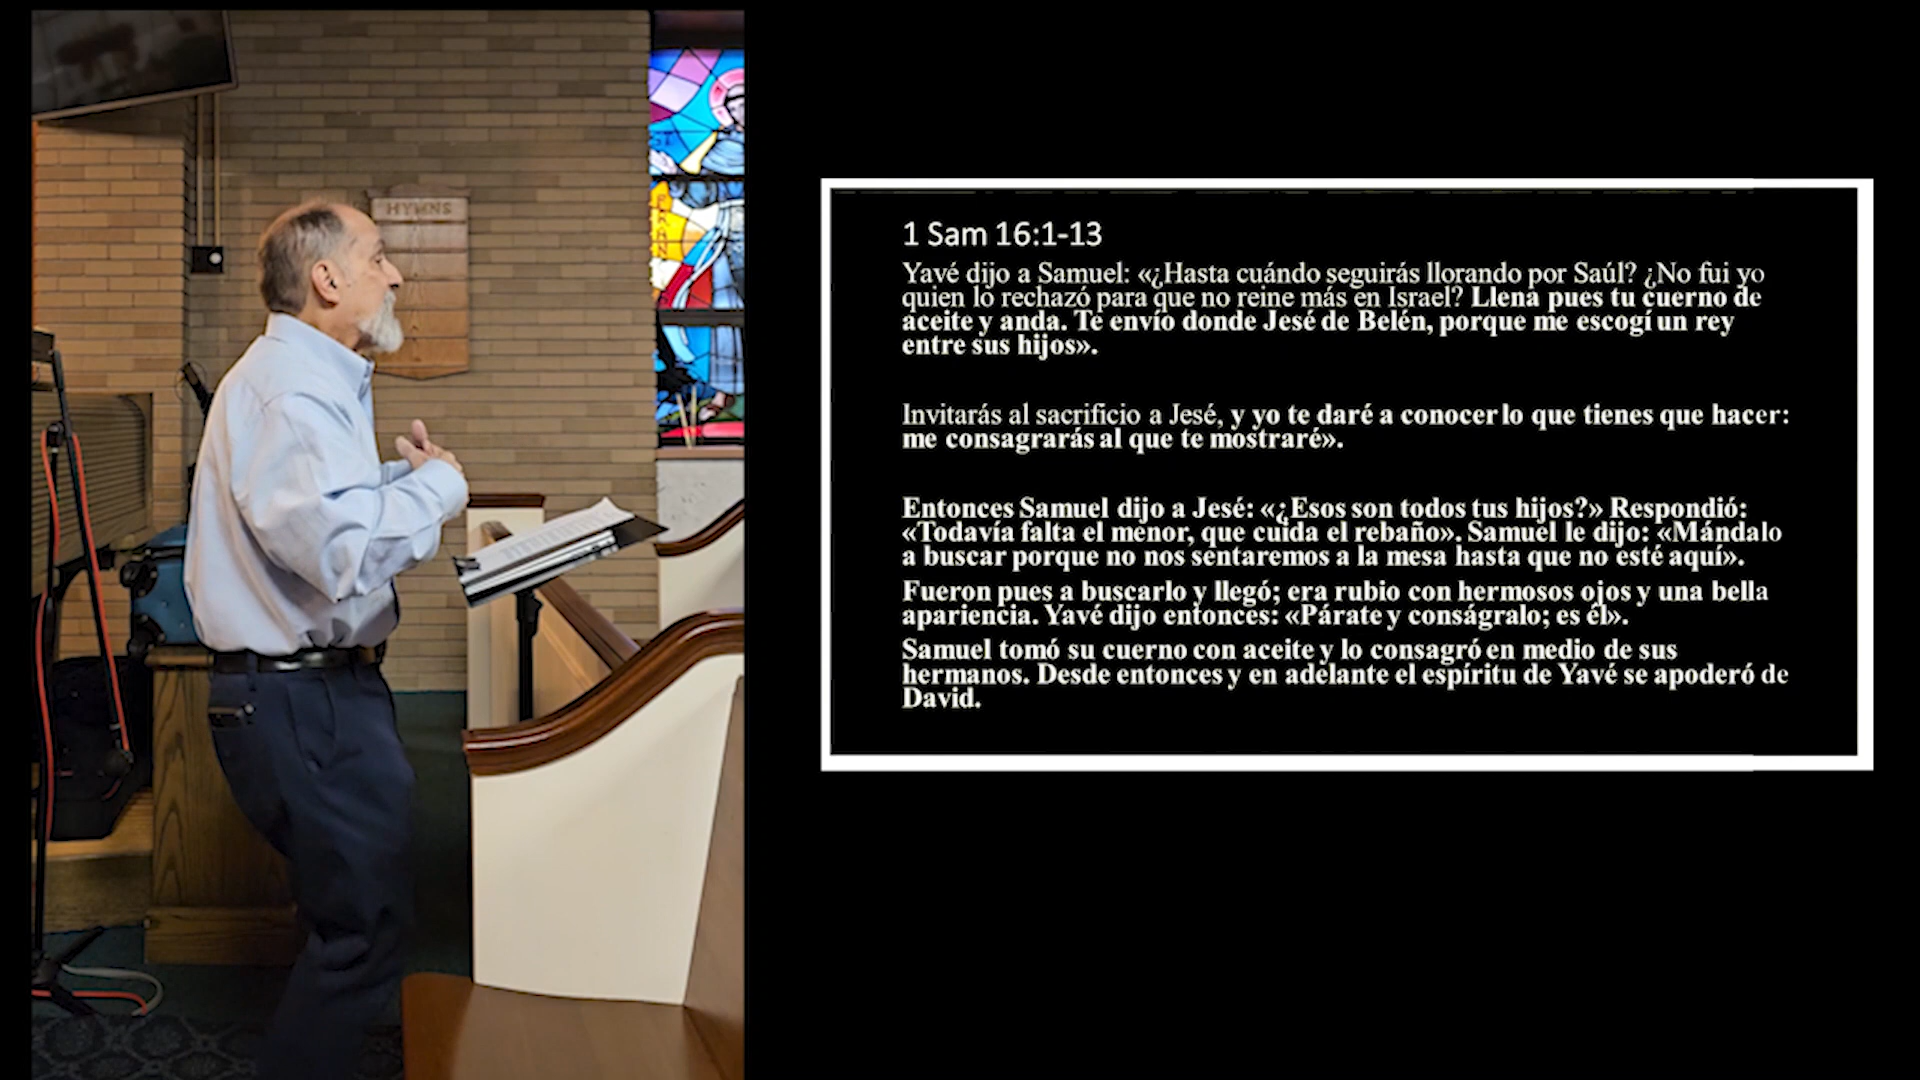 HYMNS
ST
FRAN
1 Sam 16:1-13
Yavé dijo a Samuel: «¿Hasta cuándo seguirás llorando por Saúl? ¿No fui yo
quien lo rechazó para que no reine más en Israel? Llena pues tu cuerno de
aceite y anda. Te envío donde Jesé de Belén, porque me escogí un rey
entre sus hijos».
Invitarás al sacrificio a Jesé, y yo te daré a conocer lo que tienes que hacer:
me consagrarás al que te mostraré».
Entonces Samuel dijo a Jesé: «¿Esos son todos tus hijos?» Respondió:
«Todavía falta el menor, que cuida el rebaño». Samuel le dijo: «Mándalo
a buscar porque no nos sentaremos a la mesa hasta que no esté aquí».
Fueron pues a buscarlo y llegó; era rubio con hermosos ojos y una bella
apariencia. Yavé dijo entonces: «Párate y conságralo; es él».
Samuel tomó su cuerno con aceite y lo consagró en medio de sus
hermanos. Desde entonces y en adelante el espíritu de Yavé se apoderó de
David.